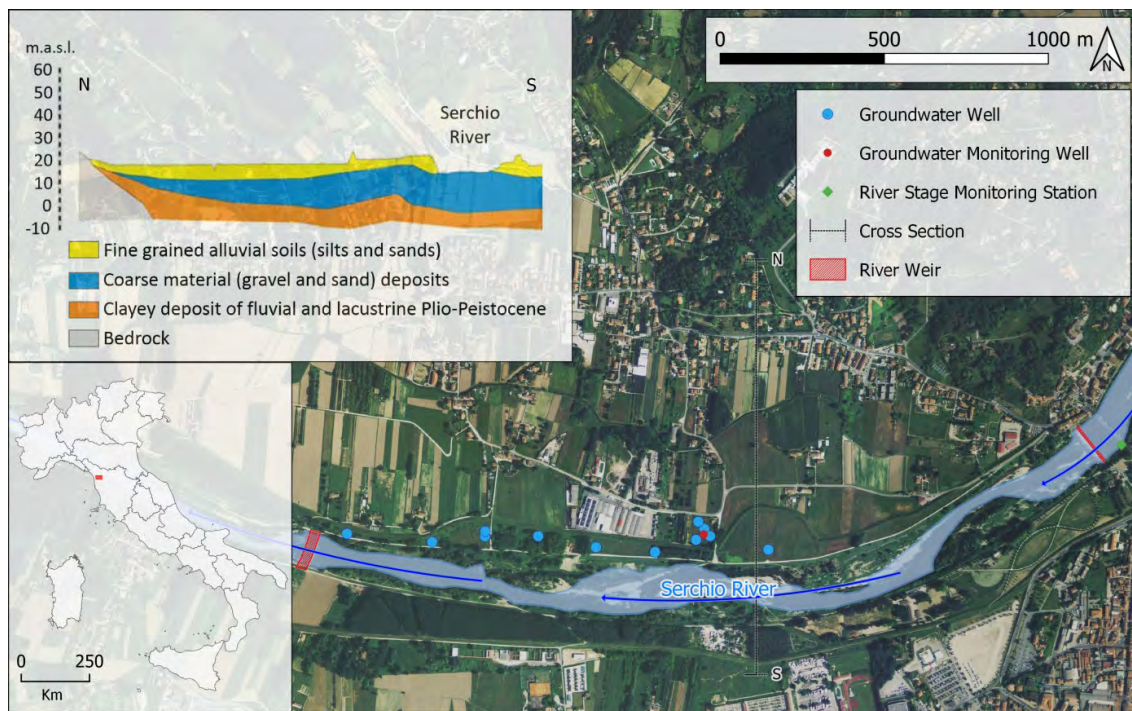 m.a.s.l.
60
50
40
30
20
10
0
-10
N
S
Serchio
River
Fine grained alluvial soils (silts and sands)
Coarse material (gravel and sand) deposits
Clayey deposit of fluvial and lacustrine Plio-Peistocene
Bedrock
0 500 1000 m
N
Groundwater Well
Groundwater Monitoring Well
River Stage Monitoring Station
Cross Section
River Weir
N
Serchio River
S
0 250
Km